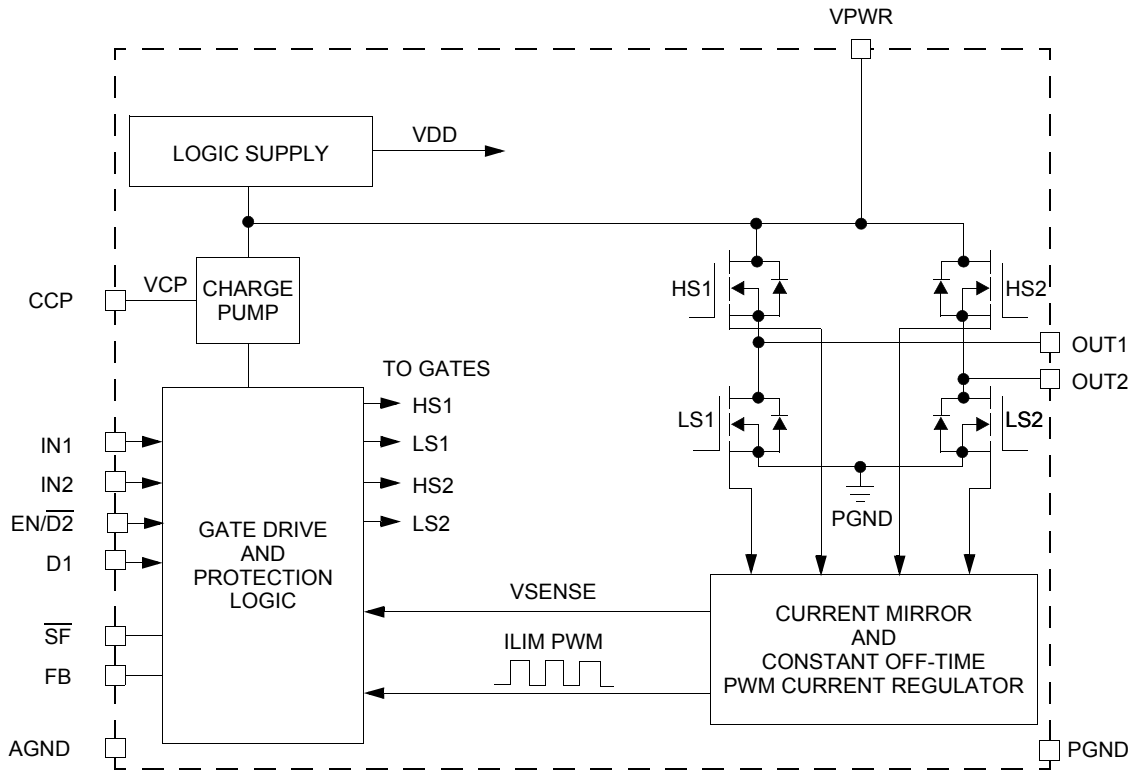 VPWR
LOGIC SUPPLY
VDD
CCP
VCP
CHARGE
PUMP
HS1
HS2
OUT1
OUT2
TO GATES
HS1
LS1
HS2
LS2
LS1
LS2
PGND
IN1
IN2
EN/D2
D1
SF
FB
AGND
GATE DRIVE
AND
PROTECTION
LOGIC
VSENSE
ILIM PWM
CURRENT MIRROR
AND
CONSTANT OFF-TIME
PWM CURRENT REGULATOR
PGND